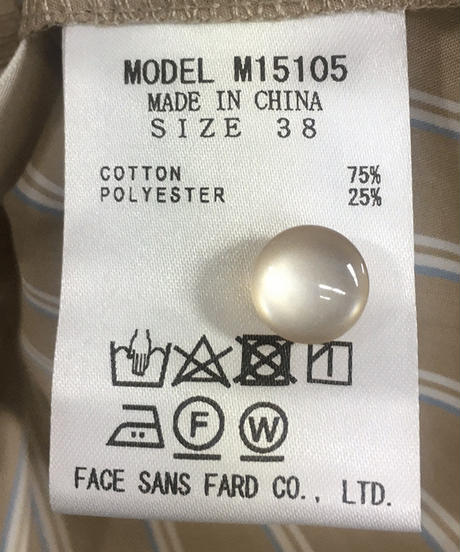 MODEL M15105
MADE IN CHINA
SIZE 38
COTTON 75%
POLYESTER 25%
F W
FACE SANS FARD CO., LTD.